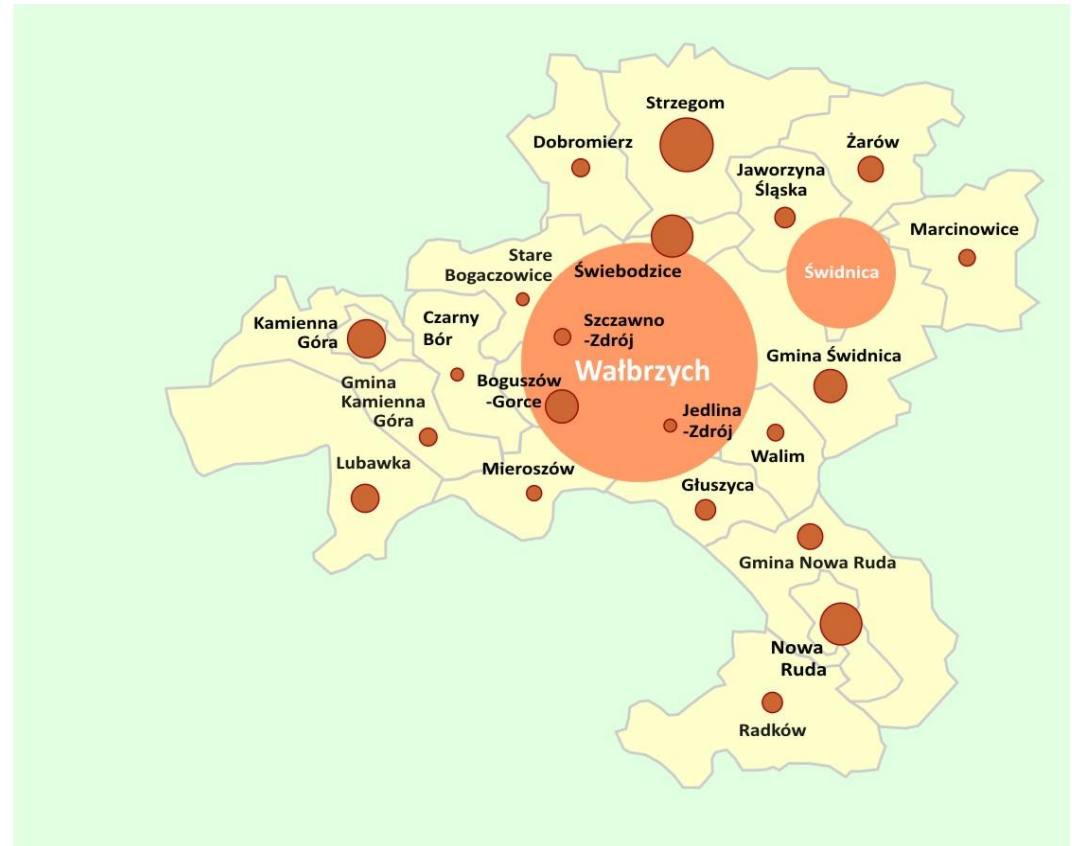 Strzegom
Dobromierz
Żarów
Jaworzyna
Śląska
Marcinowice
Stare
Bogaczowice
Świebodzice
Świdnica
Kamienna
Góra
Czarny
Bór
Szczawno
-Zdrój
Gmina Świdnica
Wałbrzych
Gmina
Kamienna
Góra
Boguszów
-Gorce
Jedlina
-Zdrój
Walim
Lubawka
Mieroszów
Głuszyca
Gmina Nowa Ruda
Nowa
Ruda
Radków